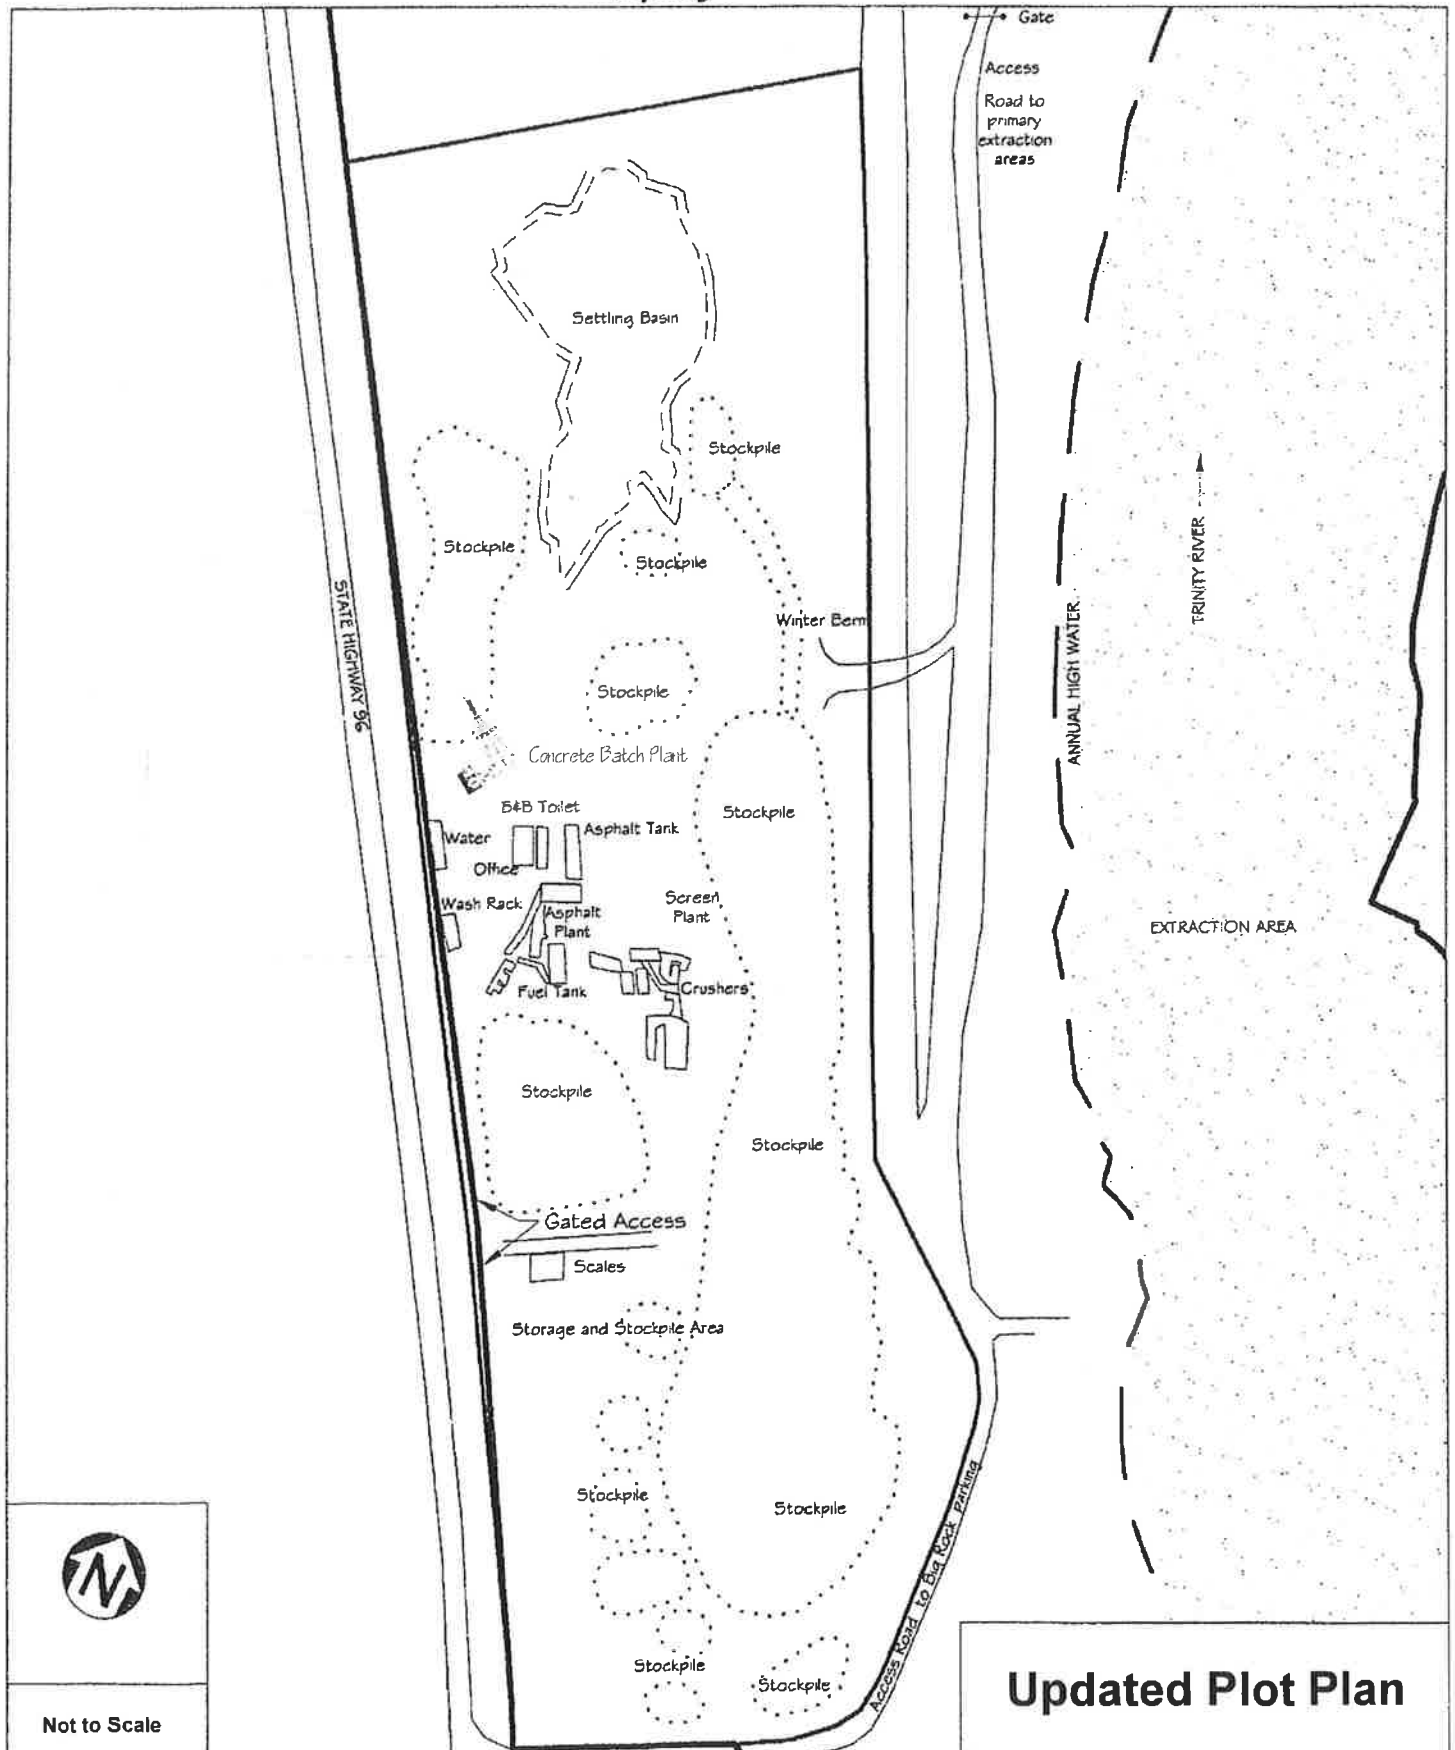 Gate
Access
Road to
primary
extraction
areas
Settling Basin
Stockpile
Stockpile
Stockpile
STATE HIGHWAY 96
TRINITY RIVER
ANNUAL HIGH WATER
Winter Berm
Stockpile
Concrete Batch Plant
B&B Toilet
Asphalt Tank
Stockpile
Water
Office
Wash Rack
Asphalt
Plant
Screen
Plant
EXTRACTION AREA
Fuel Tank
Crushers
Stockpile
Stockpile
Gated Access
Scales
Storage and Stockpile Area
Stockpile
Stockpile
Access Road to Big Rock Parking
Stockpile
Stockpile
N
Not to Scale
Updated Plot Plan